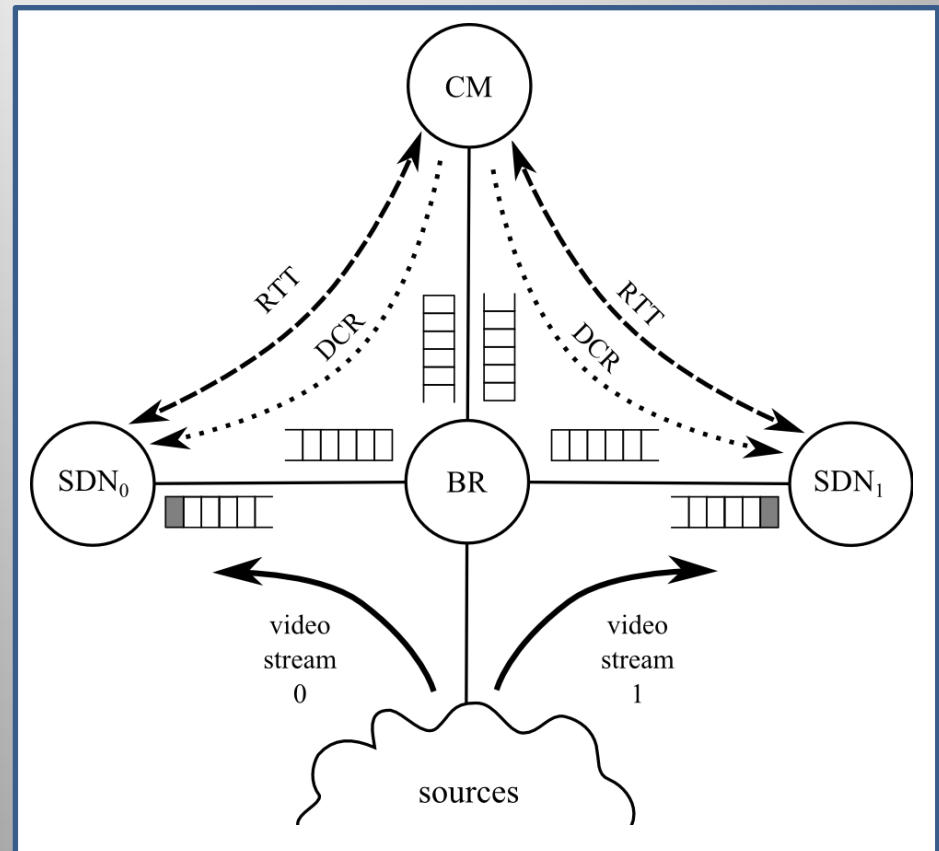 CM
RTT
DCR
RTT
DCR
SDN₀
BR
SDN₁
video
stream
0
video
stream
1
sources